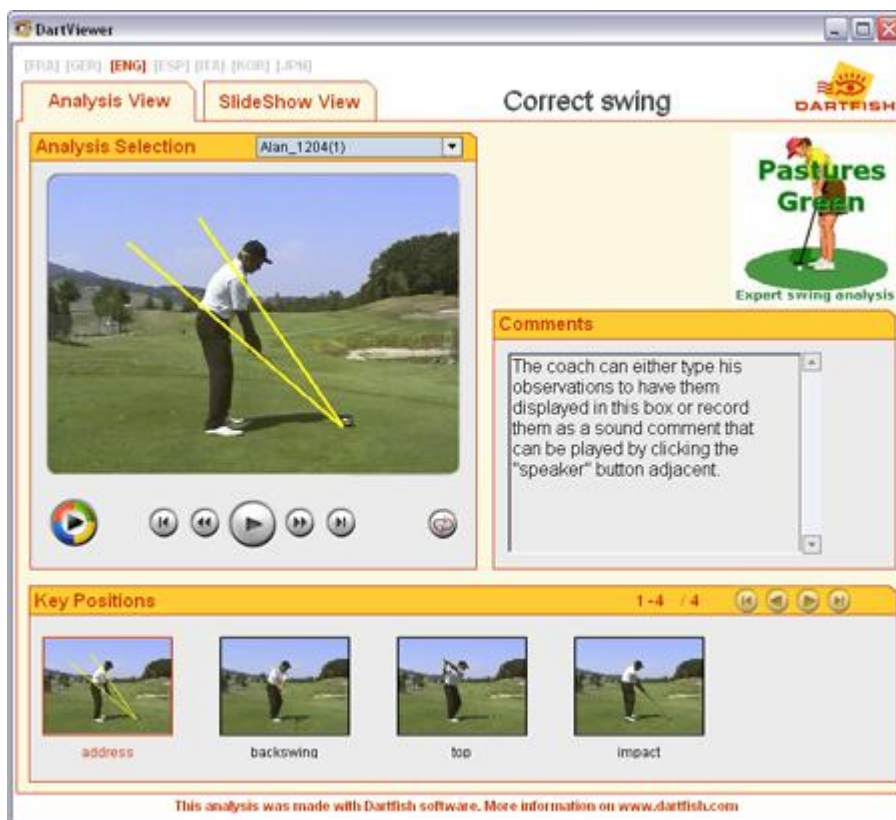 DartViewer
[FRA] [GER] [ENG] [ESP] [ITA] [KOR] [JPN]
Analysis View
SlideShow View
Correct swing
DARTFISH
Analysis Selection
Alan_1204(1)
Pastures
Green
Expert swing analysis
Comments
The coach can either type his
observations to have them
displayed in this box or record
them as a sound comment that
can be played by clicking the
"speaker" button adjacent.
Key Positions
1-4 / 4
address
backswing
top
impact
This analysis was made with Dartfish software. More information on www.dartfish.com